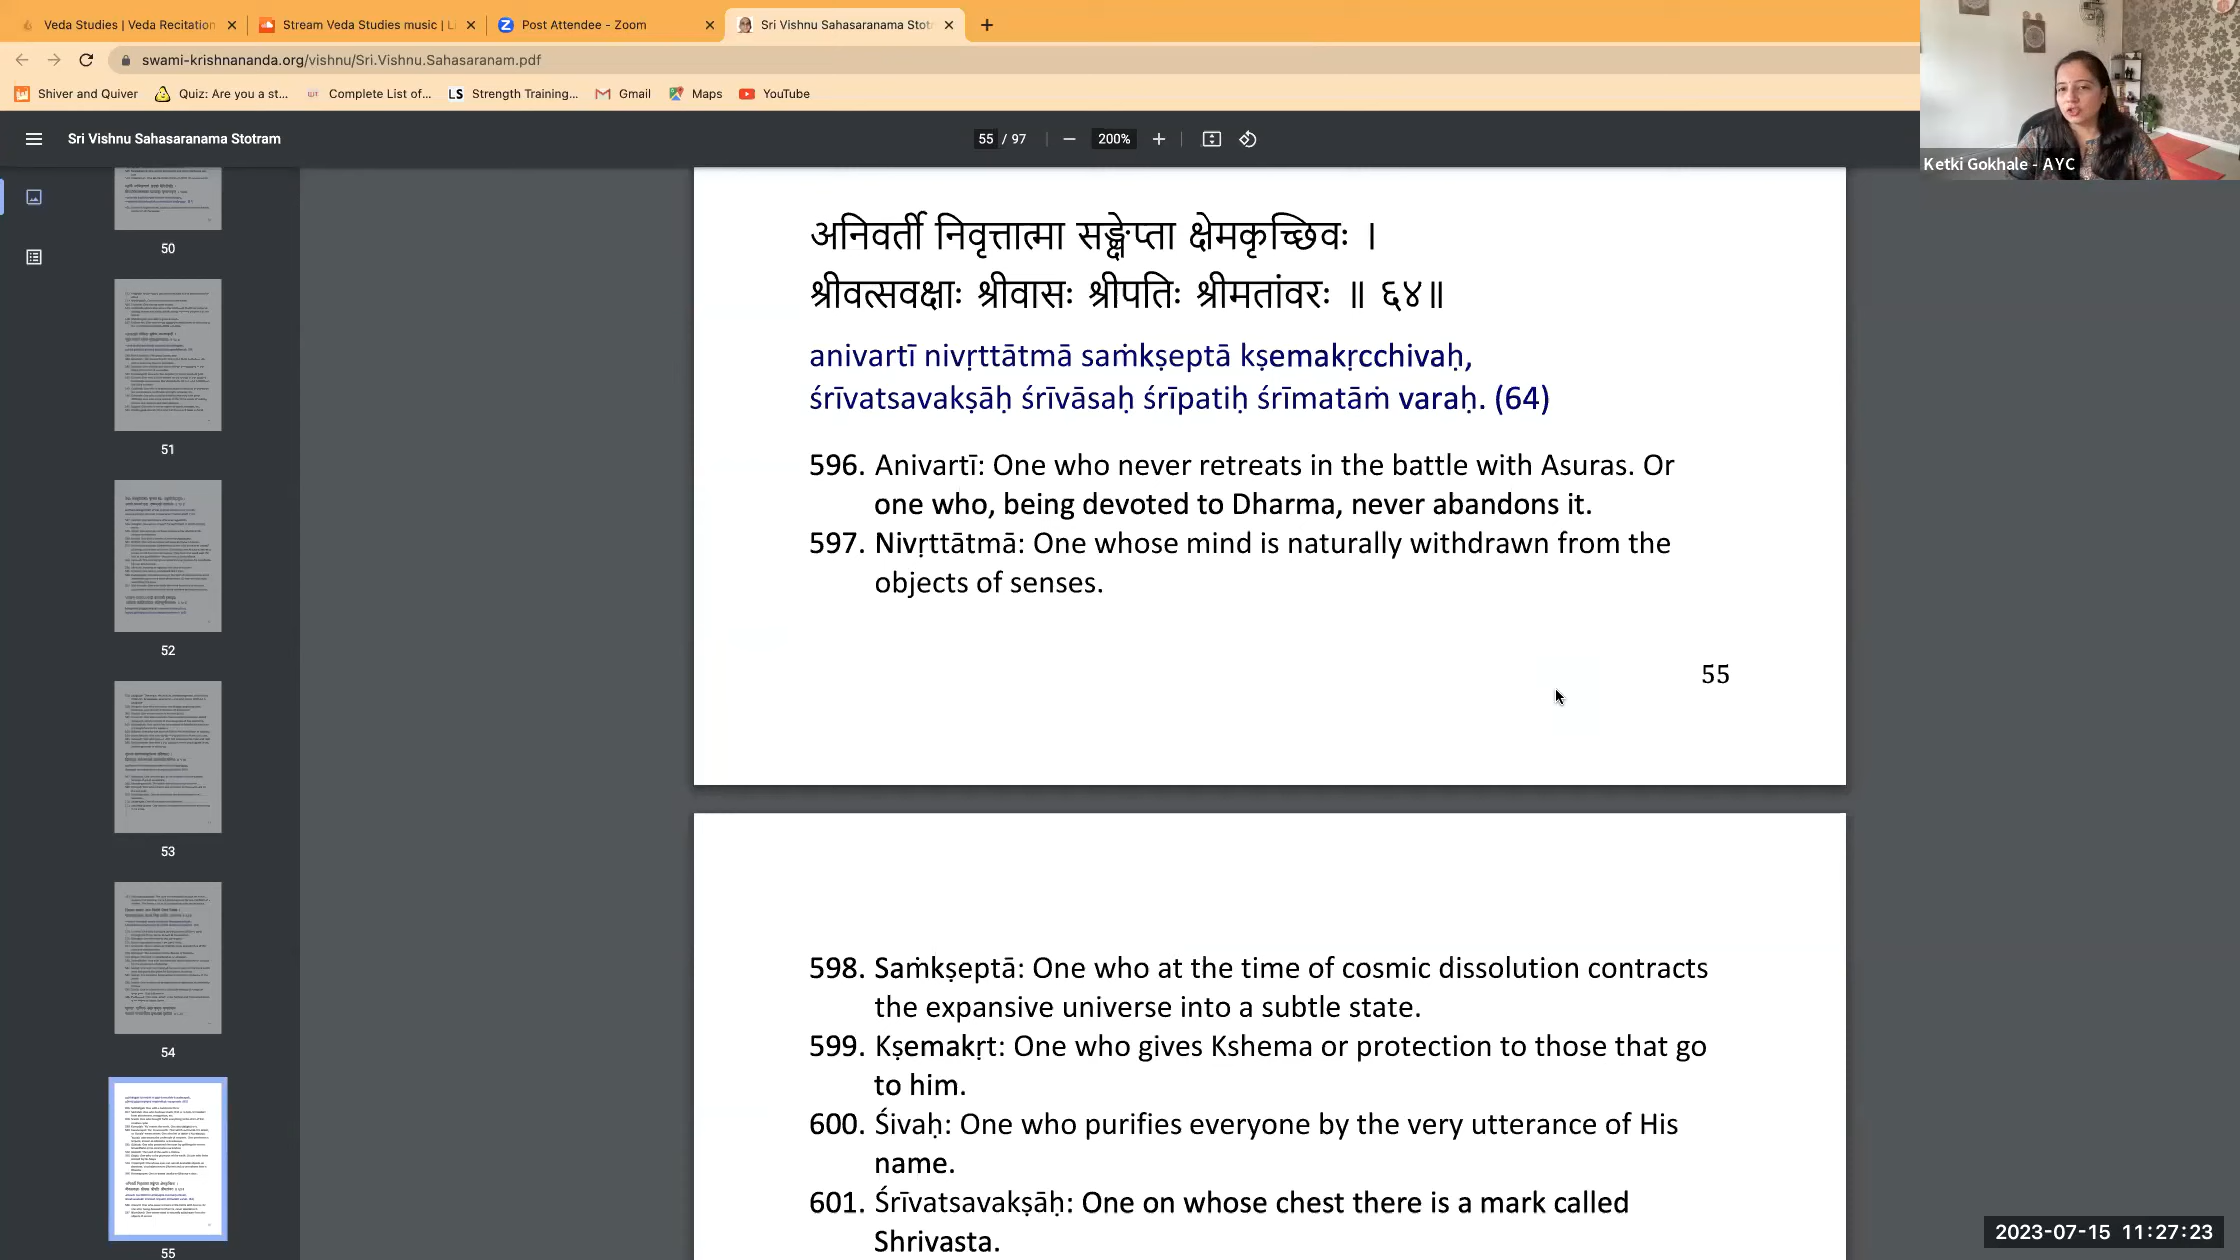 Veda Studies | Veda Recitation
Stream Veda Studies music | Li
Post Attendee - Zoom
Sri Vishnu Sahasaranama Stotr
swami-krishnananda.org/vishnu/Sri.Vishnu.Sahasaranam.pdf
Shiver and Quiver
Quiz: Are you a st...
Complete List of...
LS Strength Training...
Gmail
Maps
YouTube
Ketki Gokhale - AYC
Sri Vishnu Sahasaranama Stotram
55 / 97
200%
50
51
52
53
54
55
अनिवर्ती निवृत्तात्मा सङ्क्षेप्ता क्षेमकृच्छिवः ।
श्रीवत्सवक्षाः श्रीवासः श्रीपतिः श्रीमतांवरः ॥ ६४॥
anivartī nivṛttātmā saṁkṣeptā kṣemakṛcchivaḥ,
śrīvatsavakṣāḥ śrīvāsaḥ śrīpatiḥ śrīmatāṁ varaḥ. (64)
596. Anivartī: One who never retreats in the battle with Asuras. Or
one who, being devoted to Dharma, never abandons it.
597. Nivṛttātmā: One whose mind is naturally withdrawn from the
objects of senses.
55
598. Saṁkṣeptā: One who at the time of cosmic dissolution contracts
the expansive universe into a subtle state.
599. Kṣemakṛt: One who gives Kshema or protection to those that go
to him.
600. Śivaḥ: One who purifies everyone by the very utterance of His
name.
601. Śrīvatsavakṣāḥ: One on whose chest there is a mark called
Shrivasta.
2023-07-15 11:27:23